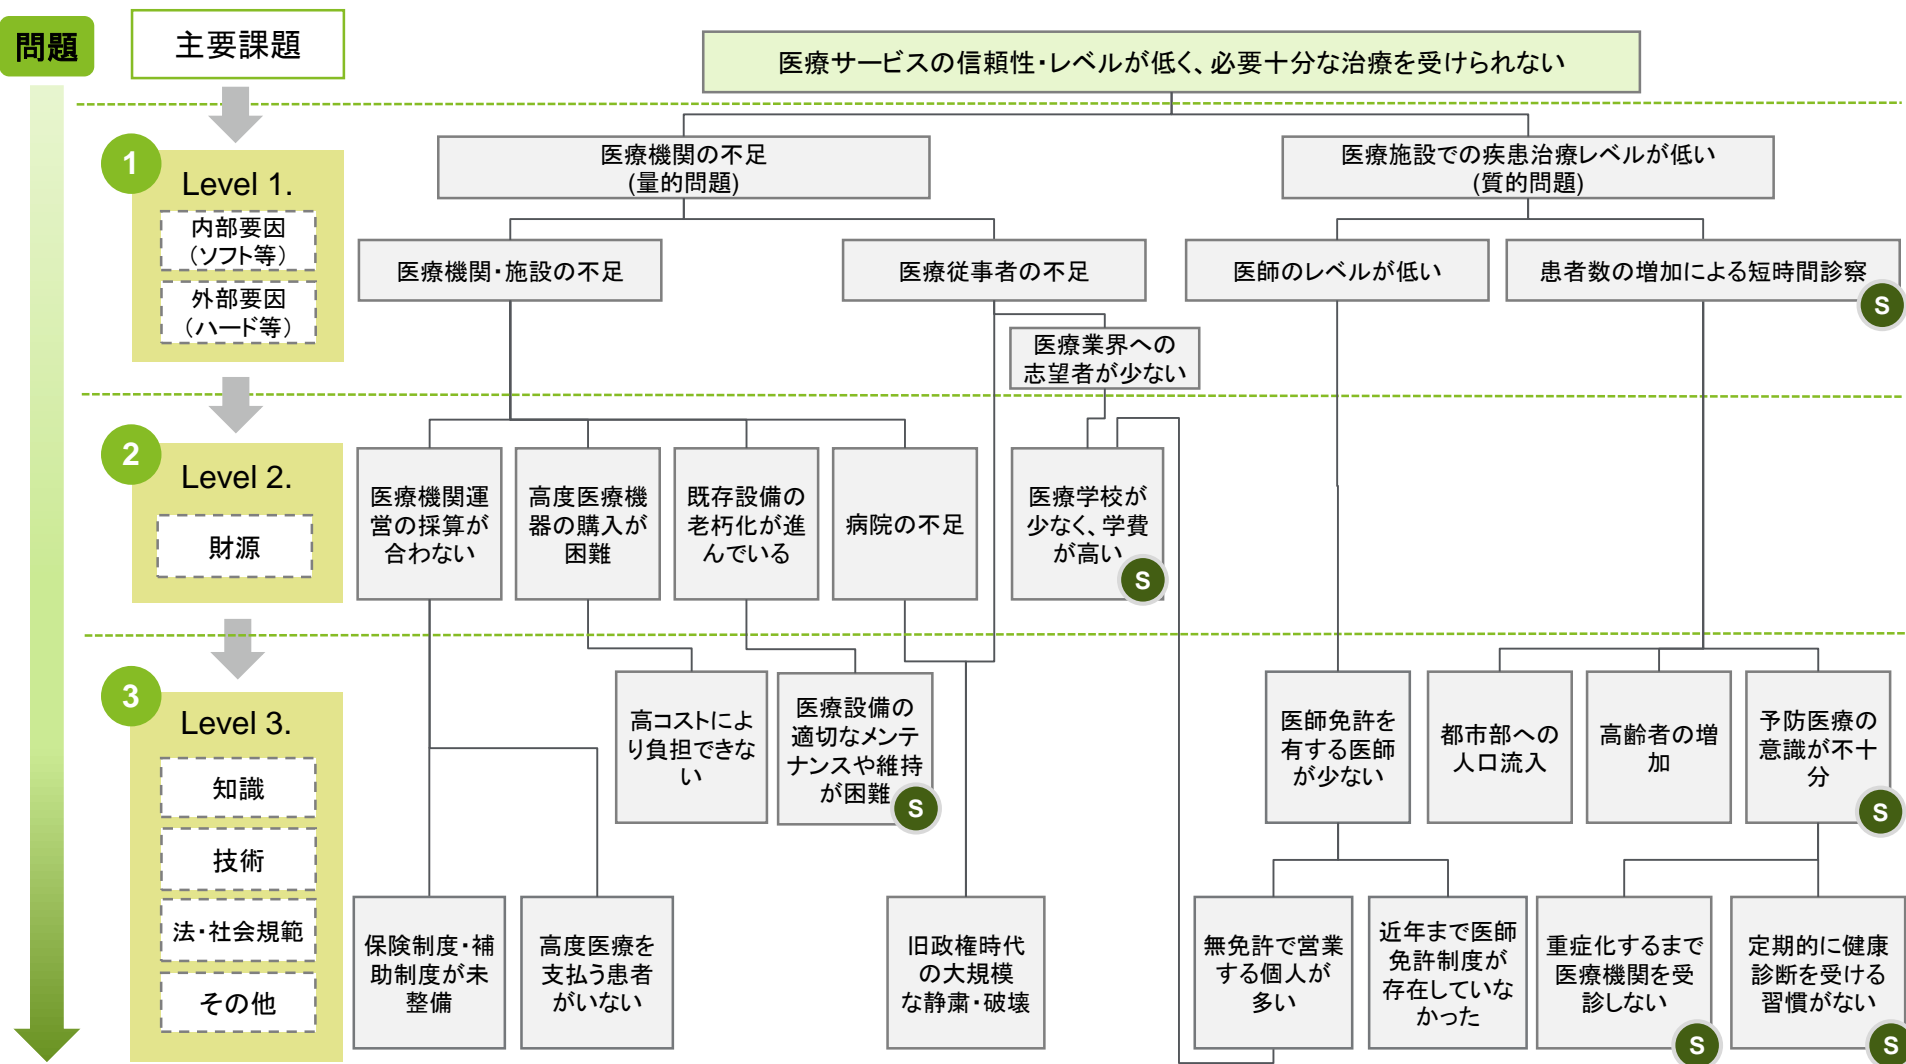 問題
主要課題
医療サービスの信頼性・レベルが低く、必要十分な治療を受けられない
1
Level 1.
内部要因
（ソフト等）
外部要因
（ハード等）
医療機関の不足
(量的問題)
医療施設での疾患治療レベルが低い
(質的問題)
医療機関・施設の不足
医療従事者の不足
医師のレベルが低い
患者数の増加による短時間診察
S
医療業界への
志望者が少ない
2
Level 2.
財源
医療機関運
営の採算が
合わない
高度医療機
器の購入が
困難
既存設備の
老朽化が進
んでいる
病院の不足
医療学校が
少なく、学費
が高い
S
3
Level 3.
知識
技術
法・社会規範
その他
高コストによ
り負担できな
い
医療設備の
適切なメンテ
ナンスや維持
が困難
S
医師免許を
有する医師
が少ない
都市部への
人口流入
高齢者の増
加
予防医療の
意識が不十
分
S
保険制度・補
助制度が未
整備
高度医療を
支払う患者
がいない
旧政権時代
の大規模
な静粛・破壊
無免許で営業
する個人が
多い
近年まで医師
免許制度が
存在していな
かった
重症化するまで
医療機関を受
診しない
S
定期的に健康
診断を受ける
習慣がない
S